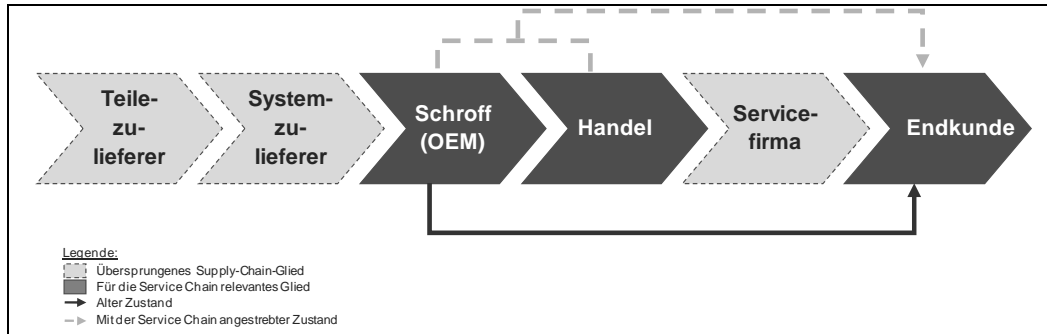 Teile-
zu-
lieferer
System-
zu-
lieferer
Schroff
(OEM)
Handel
Service-
firma
Endkunde
Legende:
Übersprungenes Supply-Chain-Glied
Für die Service Chain relevantes Glied
Alter Zustand
Mit der Service Chain angestrebter Zustand